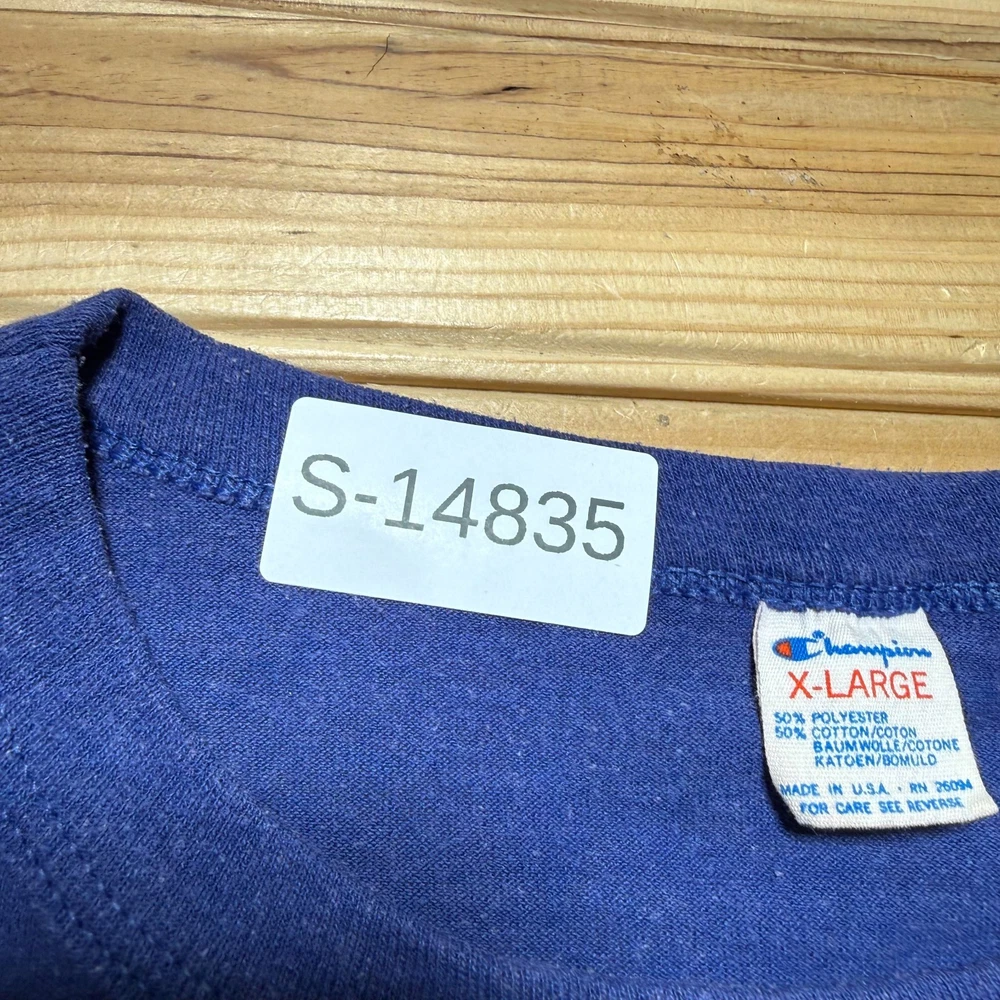 S-14835
Champion
X-LARGE
50% POLYESTER
50% COTTON/COTON
BAUMWOLLE/COTONE
KATOEN/BOMULD
MADE IN U.S.A. · RN 26094
FOR CARE SEE REVERSE